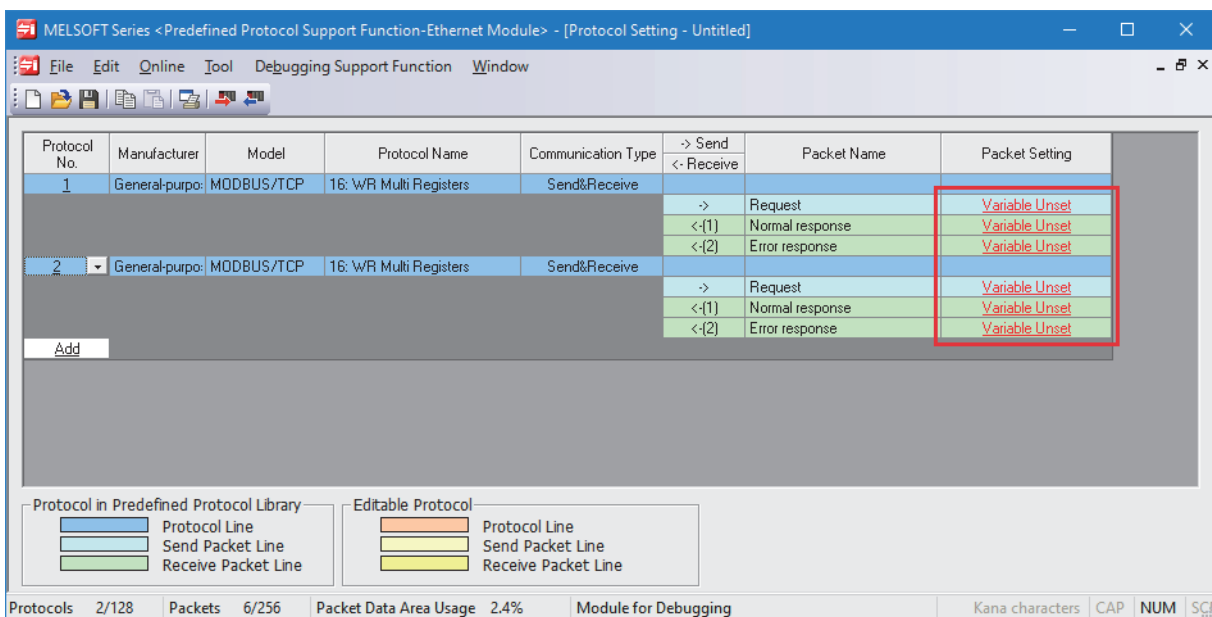 MELSOFT Series <Predefined Protocol Support Function-Ethernet Module> - [Protocol Setting - Untitled]
File Edit Online Tool Debugging Support Function Window
Protocol No. Manufacturer Model Protocol Name Communication Type -> Send <- Receive Packet Name Packet Setting
1 General-purpo: MODBUS/TCP 16: WR Multi Registers Send&Receive
-> Request Variable Unset
<-(1) Normal response Variable Unset
<-(2) Error response Variable Unset
2 General-purpo: MODBUS/TCP 16: WR Multi Registers Send&Receive
-> Request Variable Unset
<-(1) Normal response Variable Unset
<-(2) Error response Variable Unset
Add
Protocol in Predefined Protocol Library
Protocol Line
Send Packet Line
Receive Packet Line
Editable Protocol
Protocol Line
Send Packet Line
Receive Packet Line
Protocols 2/128 Packets 6/256 Packet Data Area Usage 2.4% Module for Debugging Kana characters CAP NUM